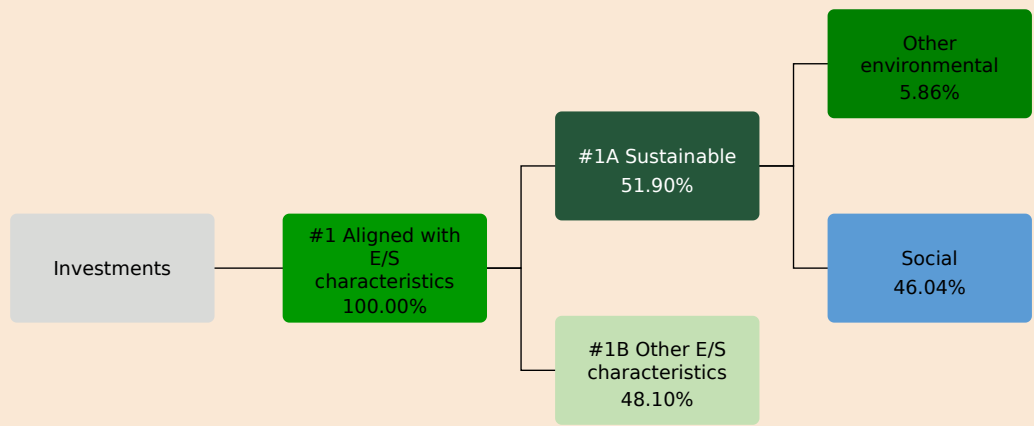 Investments
#1 Aligned with
E/S
characteristics
100.00%
#1A Sustainable
51.90%
#1B Other E/S
characteristics
48.10%
Other
environmental
5.86%
Social
46.04%